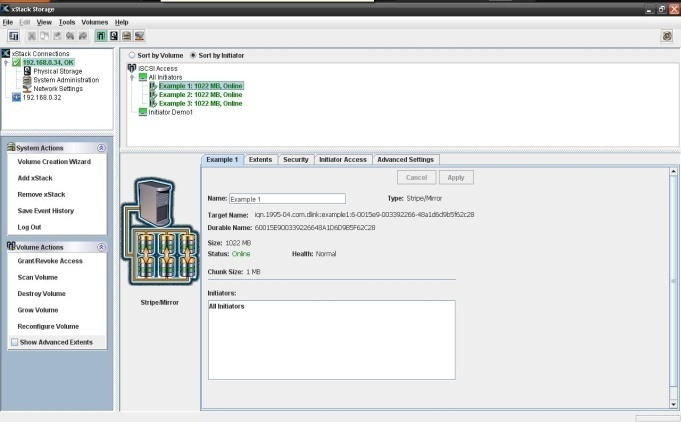 xStack Storage
File Edit View Tools Volumes Help
xStack Connections
192.168.0.34, OK
Physical Storage
System Administration
Network Settings
192.168.0.32
Sort by Volume Sort by Initiator
iSCSI Access
All Initiators
Example 1: 1022 MB, Online
Example 2: 1022 MB, Online
Example 3: 1022 MB, Online
Initiator Demo1
System Actions
Volume Creation Wizard
Add xStack
Remove xStack
Save Event History
Log Out
Volume Actions
Grant/Revoke Access
Scan Volume
Destroy Volume
Grow Volume
Reconfigure Volume
Show Advanced Extents
Stripe/Mirror
Example 1 Extents Security Initiator Access Advanced Settings
Cancel Apply
Name: Example 1 Type: Stripe/Mirror
Target Name: iqn.1995-04.com.dlink:example1:6-0015e9-003392266-48a1d6d9b5f62c28
Durable Name: 60015E900339226648A1D6D9B5F62C28
Size: 1022 MB
Status: Online Health: Normal
Chunk Size: 1 MB
Initiators:
All Initiators